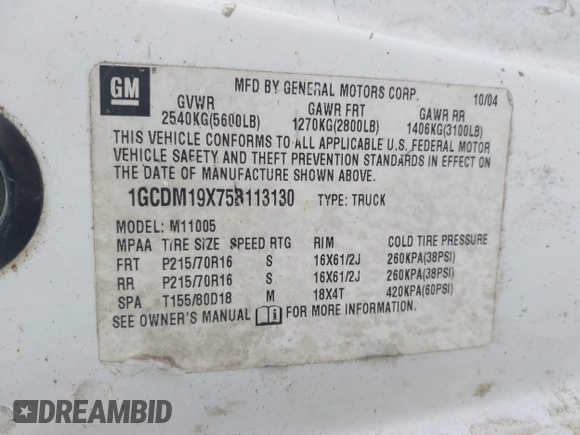 GM
MFD BY GENERAL MOTORS CORP. 10/04
GVWR GAWR FRT GAWR RR
2540KG(5600LB) 1270KG(2800LB) 1406KG(3100LB)
THIS VEHICLE CONFORMS TO ALL APPLICABLE U.S. FEDERAL MOTOR
VEHICLE SAFETY AND THEFT PREVENTION STANDARDS IN EFFECT ON
THE DATE OF MANUFACTURE SHOWN ABOVE.
1GCDM19X75B113130 TYPE: TRUCK
MODEL: M11005
MPAA TIRE SIZE SPEED RTG RIM COLD TIRE PRESSURE
FRT P215/70R16 S 16X61/2J 260KPA(38PSI)
RR P215/70R16 S 16X61/2J 260KPA(38PSI)
SPA T155/80D18 M 18X4T 420KPA(60PSI)
SEE OWNER'S MANUAL FOR MORE INFORMATION.
DREAMBID